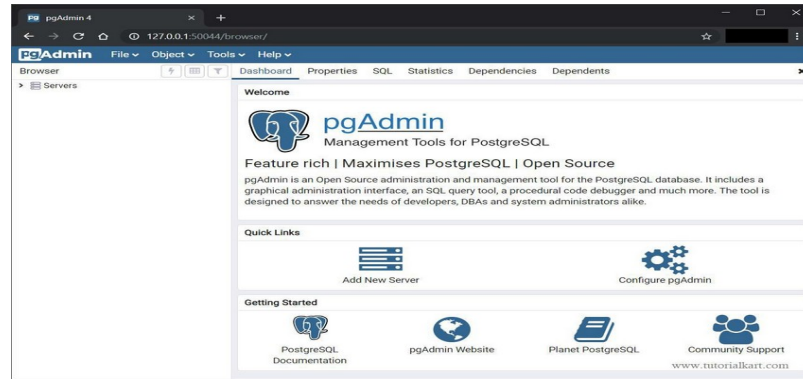 Pg pgAdmin 4
127.0.0.1:50044/browser/
PgAdmin File Object Tools Help
Browser
Dashboard Properties SQL Statistics Dependencies Dependents
Servers
Welcome
pgAdmin
Management Tools for PostgreSQL
Feature rich | Maximises PostgreSQL | Open Source
pgAdmin is an Open Source administration and management tool for the PostgreSQL database. It includes a
graphical administration interface, an SQL query tool, a procedural code debugger and much more. The tool is
designed to answer the needs of developers, DBAs and system administrators alike.
Quick Links
Add New Server
Configure pgAdmin
Getting Started
PostgreSQL
Documentation
pgAdmin Website
Planet PostgreSQL
Community Support
www.tutorialkart.com